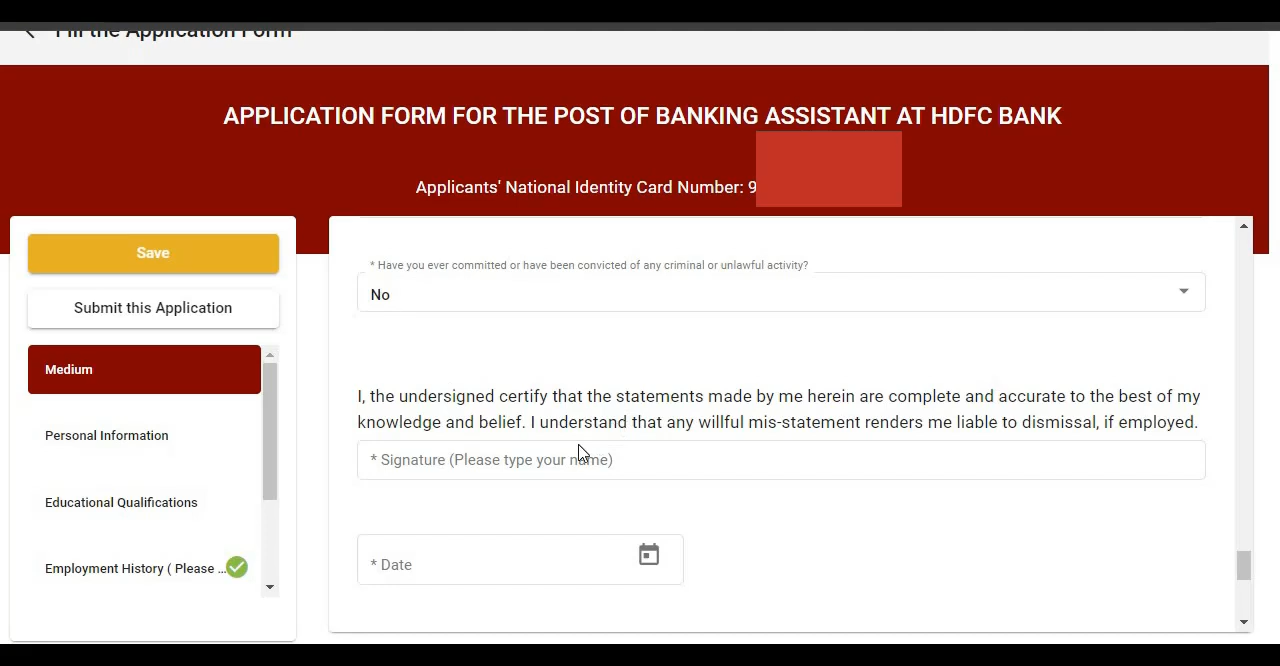 Fill the Application Form
APPLICATION FORM FOR THE POST OF BANKING ASSISTANT AT HDFC BANK
Applicants' National Identity Card Number: 9
Save
Submit this Application
Medium
Personal Information
Educational Qualifications
Employment History ( Please ...
* Have you ever committed or have been convicted of any criminal or unlawful activity?
No
I, the undersigned certify that the statements made by me herein are complete and accurate to the best of my
knowledge and belief. I understand that any willful mis-statement renders me liable to dismissal, if employed.
* Signature (Please type your name)
* Date